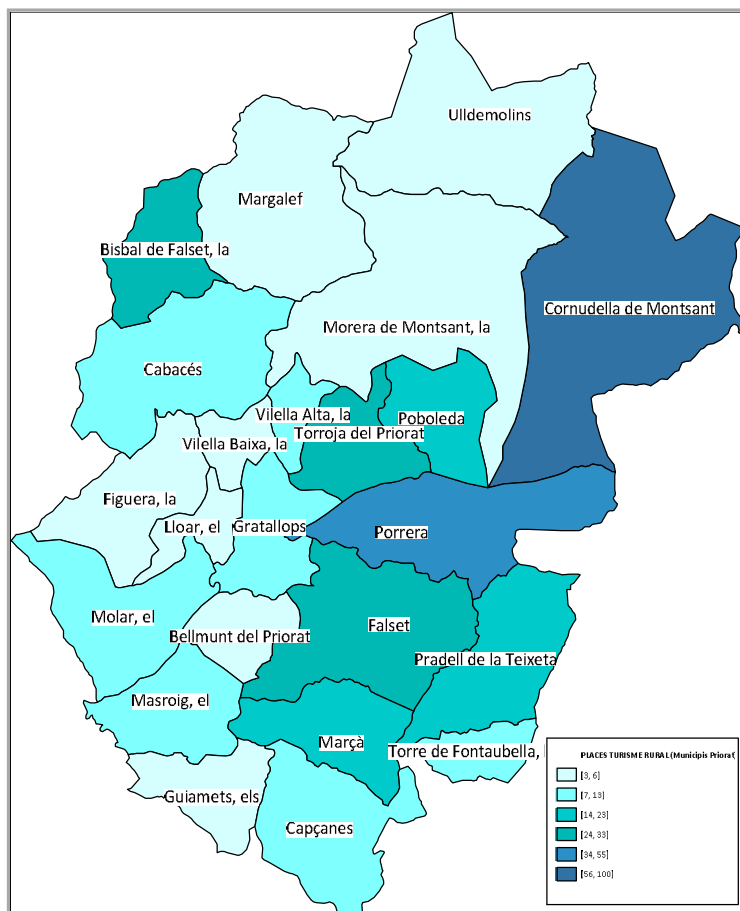 Ulldemolins
Margalef
Bisbal de Falset, la
Cornudella de Montsant
Morera de Montsant, la
Cabacés
Vilella Alta, la
Poboleda
Torroja del Priorat
Vilella Baixa, la
Figuera, la
Lloar, el
Gratallops
Porrera
Molar, el
Falset
Bellmunt del Priorat
Pradell de la Teixeta
Masroig, el
Marçà
Torre de Fontaubella, l
Guiamets, els
Capçanes
PLACES TURISME RURAL (Municipis Priorat)
[3, 6]
[7, 13]
[14, 23]
[24, 33]
[34, 55]
[56, 100]